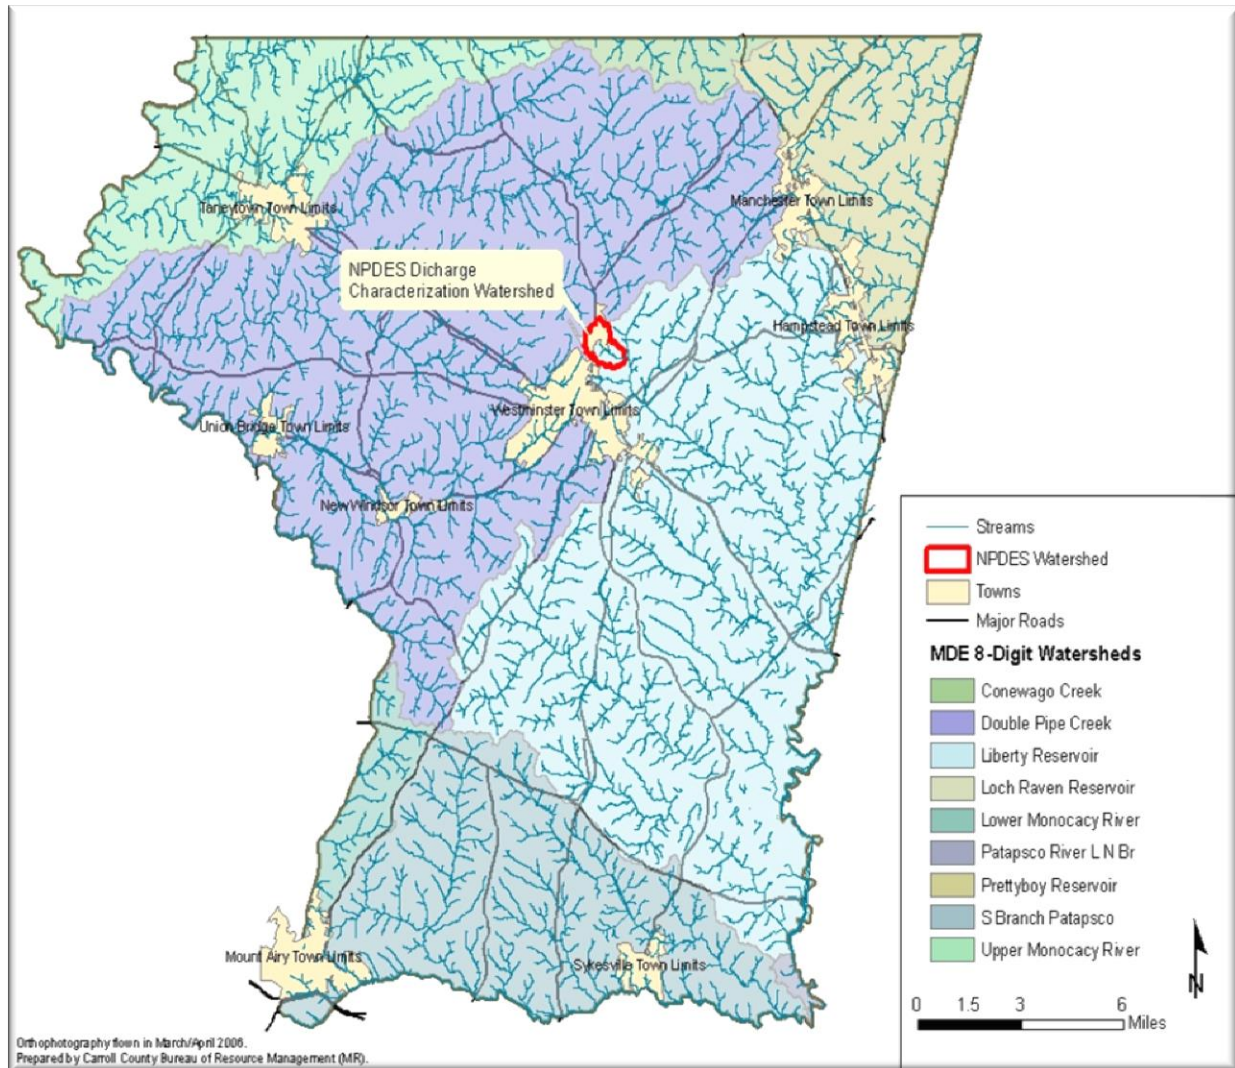 Taneytown Town Limits
Manchester Town Limits
NPDES Dicharge
Characterization Watershed
Hampstead Town Limits
Westminster Town Limits
Union Bridge Town Limits
New Windsor Town Limits
Mount Airy Town Limits
Sykesville Town Limits
Streams
NPDES Watershed
Towns
Major Roads
MDE 8-Digit Watersheds
Conewago Creek
Double Pipe Creek
Liberty Reservoir
Loch Raven Reservoir
Lower Monocacy River
Patapsco River L N Br
Prettyboy Reservoir
S Branch Patapsco
Upper Monocacy River
N
0 1.5 3 6
Miles
Orthophotography flown in March/April 2006.
Prepared by Carroll County Bureau of Resource Management (MR).